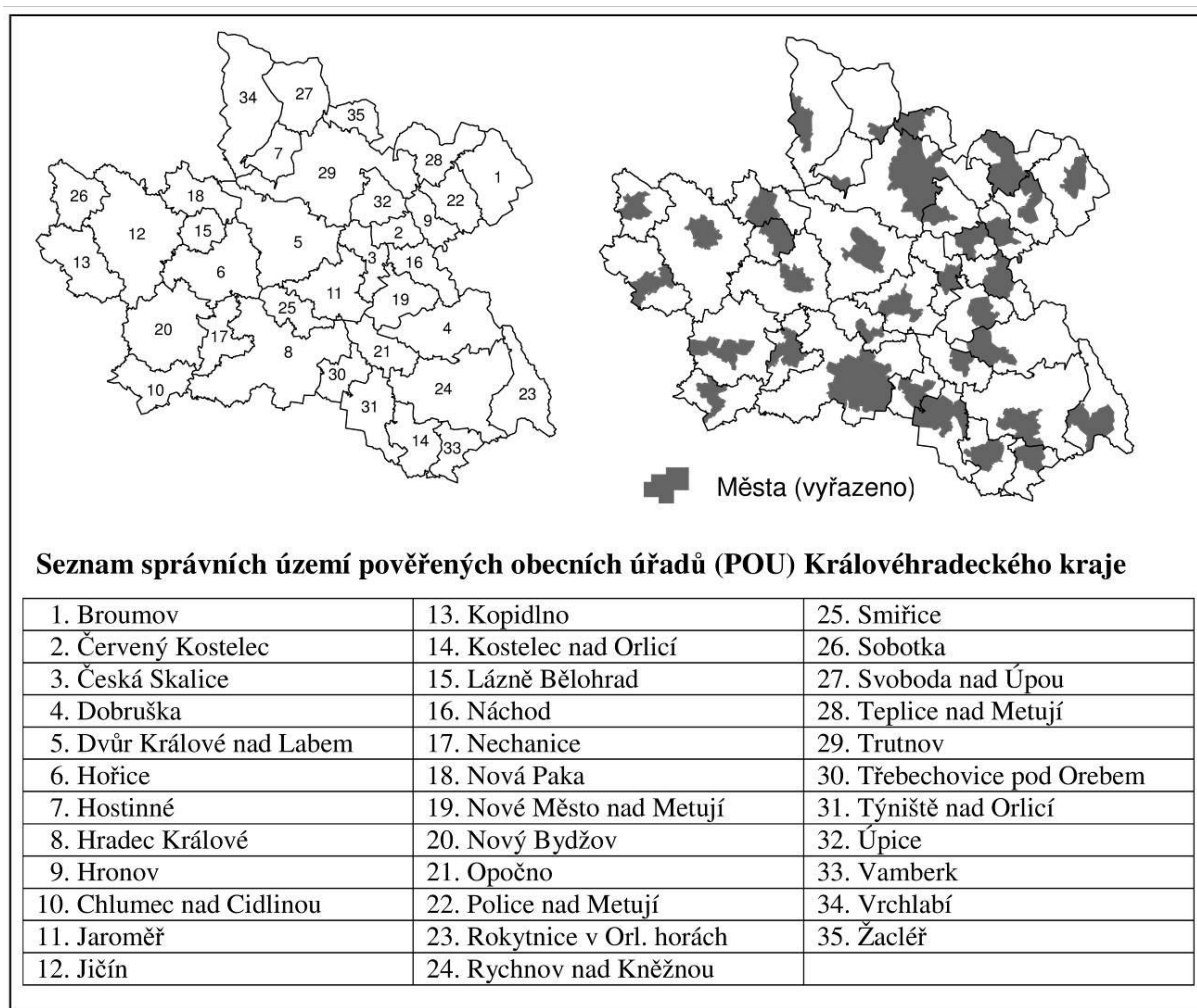 34
27
35
28
1
7
29
26
18
32
22
9
12
15
5
2
13
3
16
6
11
19
25
20
17
4
8
21
30
24
10
23
31
14
33
Města (vyřazeno)
Seznam správních území pověřených obecních úřadů (POU) Královéhradeckého kraje
1. Broumov 13. Kopidlno 25. Smiřice
2. Červený Kostelec 14. Kostelec nad Orlicí 26. Sobotka
3. Česká Skalice 15. Lázně Bělohrad 27. Svoboda nad Úpou
4. Dobruška 16. Náchod 28. Teplice nad Metují
5. Dvůr Králové nad Labem 17. Nechanice 29. Trutnov
6. Hořice 18. Nová Paka 30. Třebechovice pod Orebem
7. Hostinné 19. Nové Město nad Metují 31. Týniště nad Orlicí
8. Hradec Králové 20. Nový Bydžov 32. Úpice
9. Hronov 21. Opočno 33. Vamberk
10. Chlumec nad Cidlinou 22. Police nad Metují 34. Vrchlabí
11. Jaroměř 23. Rokytnice v Orl. horách 35. Žacléř
12. Jičín 24. Rychnov nad Kněžnou